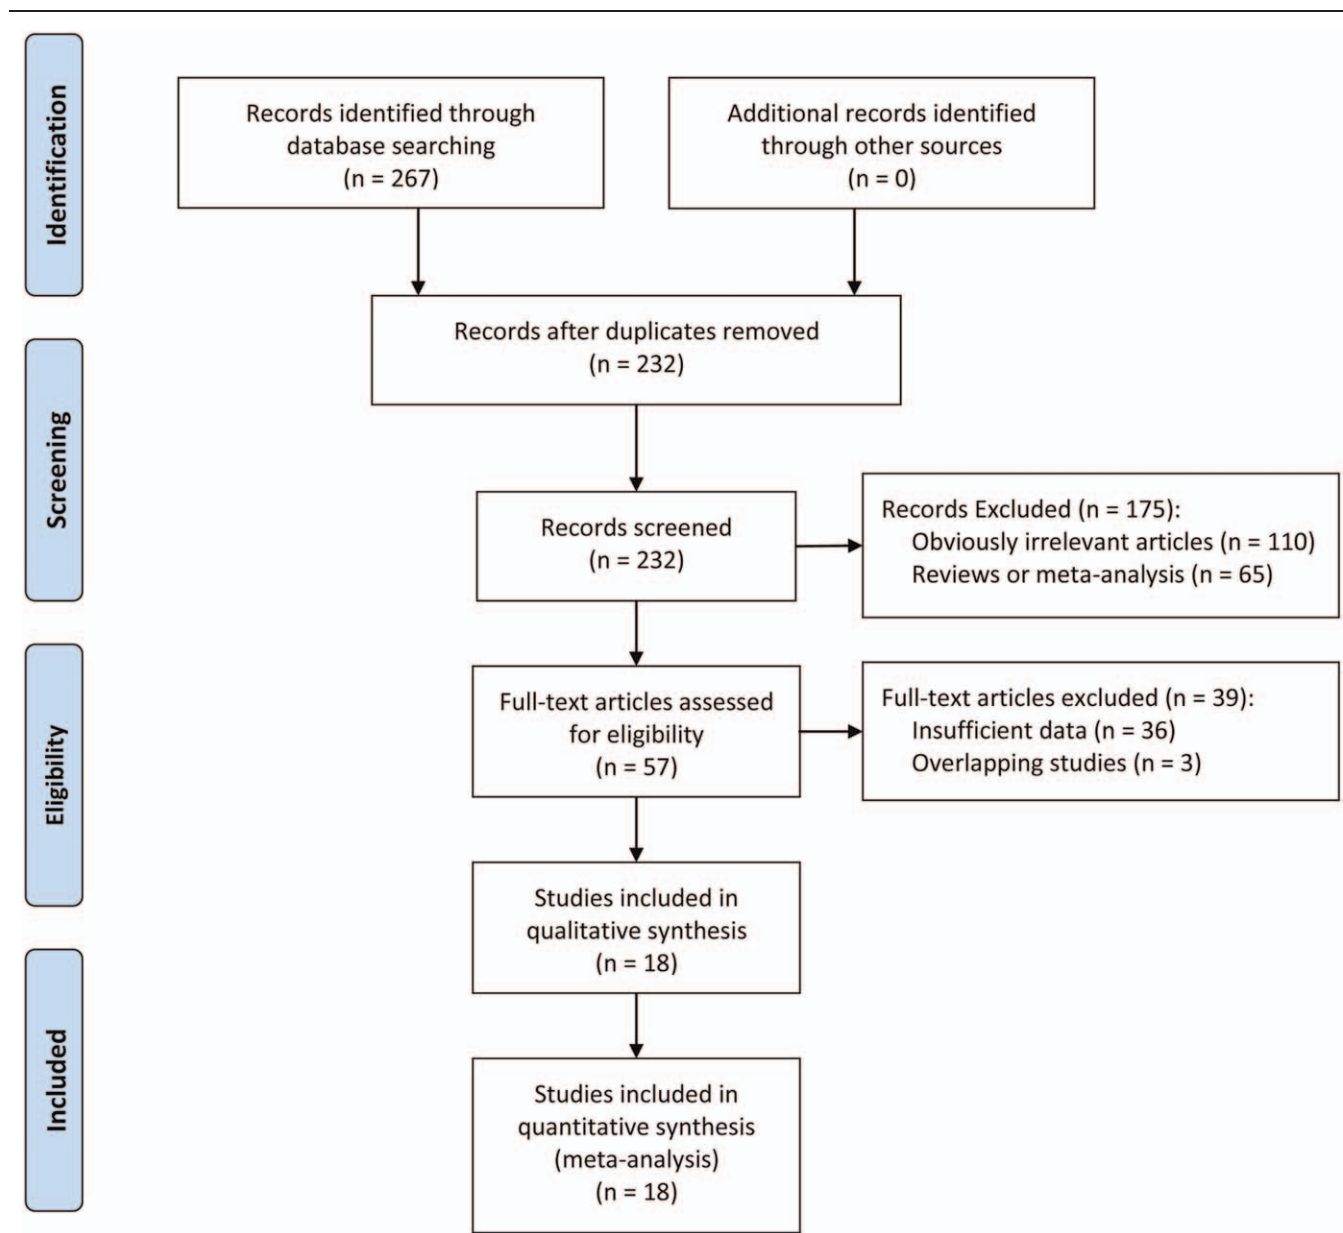 Identification
Records identified through
database searching
(n = 267)
Additional records identified
through other sources
(n = 0)
Records after duplicates removed
(n = 232)
Screening
Records screened
(n = 232)
Records Excluded (n = 175):
Obviously irrelevant articles (n = 110)
Reviews or meta-analysis (n = 65)
Eligibility
Full-text articles assessed
for eligibility
(n = 57)
Full-text articles excluded (n = 39):
Insufficient data (n = 36)
Overlapping studies (n = 3)
Studies included in
qualitative synthesis
(n = 18)
Included
Studies included in
quantitative synthesis
(meta-analysis)
(n = 18)